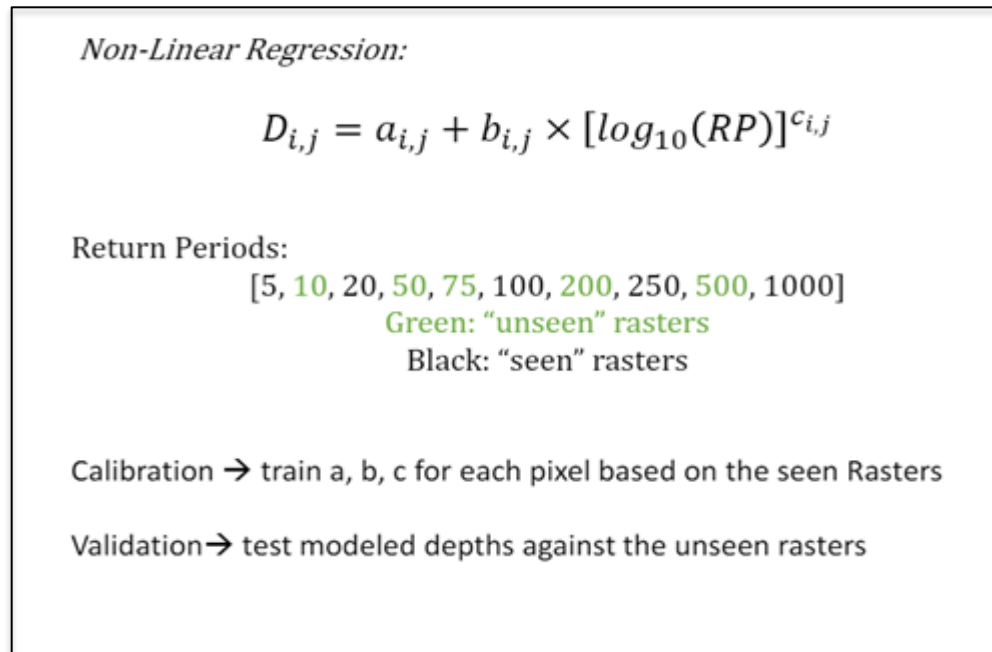 Non-Linear Regression:
D_{i,j} = a_{i,j} + b_{i,j} × [log_{10}(RP)]^{c_{i,j}}
Return Periods:
[5, 10, 20, 50, 75, 100, 200, 250, 500, 1000]
Green: “unseen” rasters
Black: “seen” rasters
Calibration → train a, b, c for each pixel based on the seen Rasters
Validation→ test modeled depths against the unseen rasters